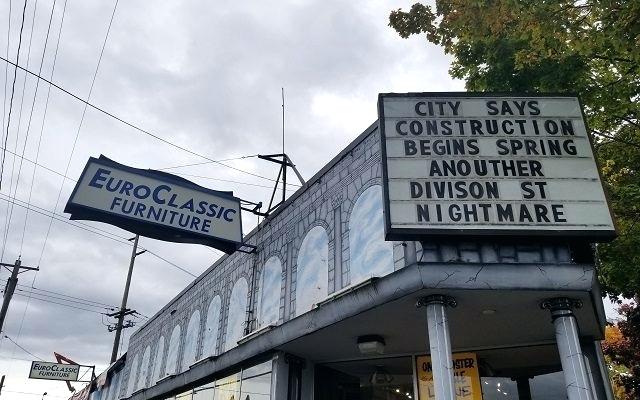 EUROCLASSIC
FURNITURE
CITY SAYS
CONSTRUCTION
BEGINS SPRING
ANOUTHER
DIVISON ST
NIGHTMARE
EUROCLASSIC
FURNITURE